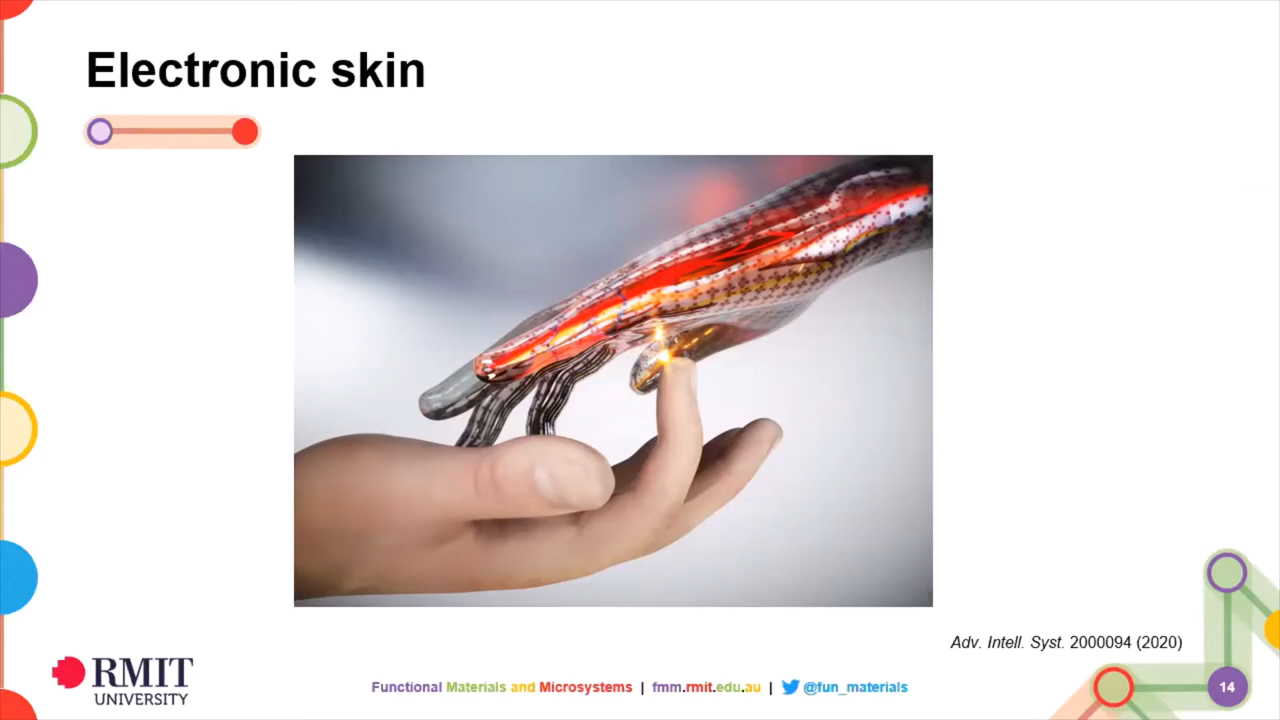 Electronic skin
Adv. Intell. Syst. 2000094 (2020)
RMIT
UNIVERSITY
Functional Materials and Microsystems | fmm.rmit.edu.au | @fun_materials
14